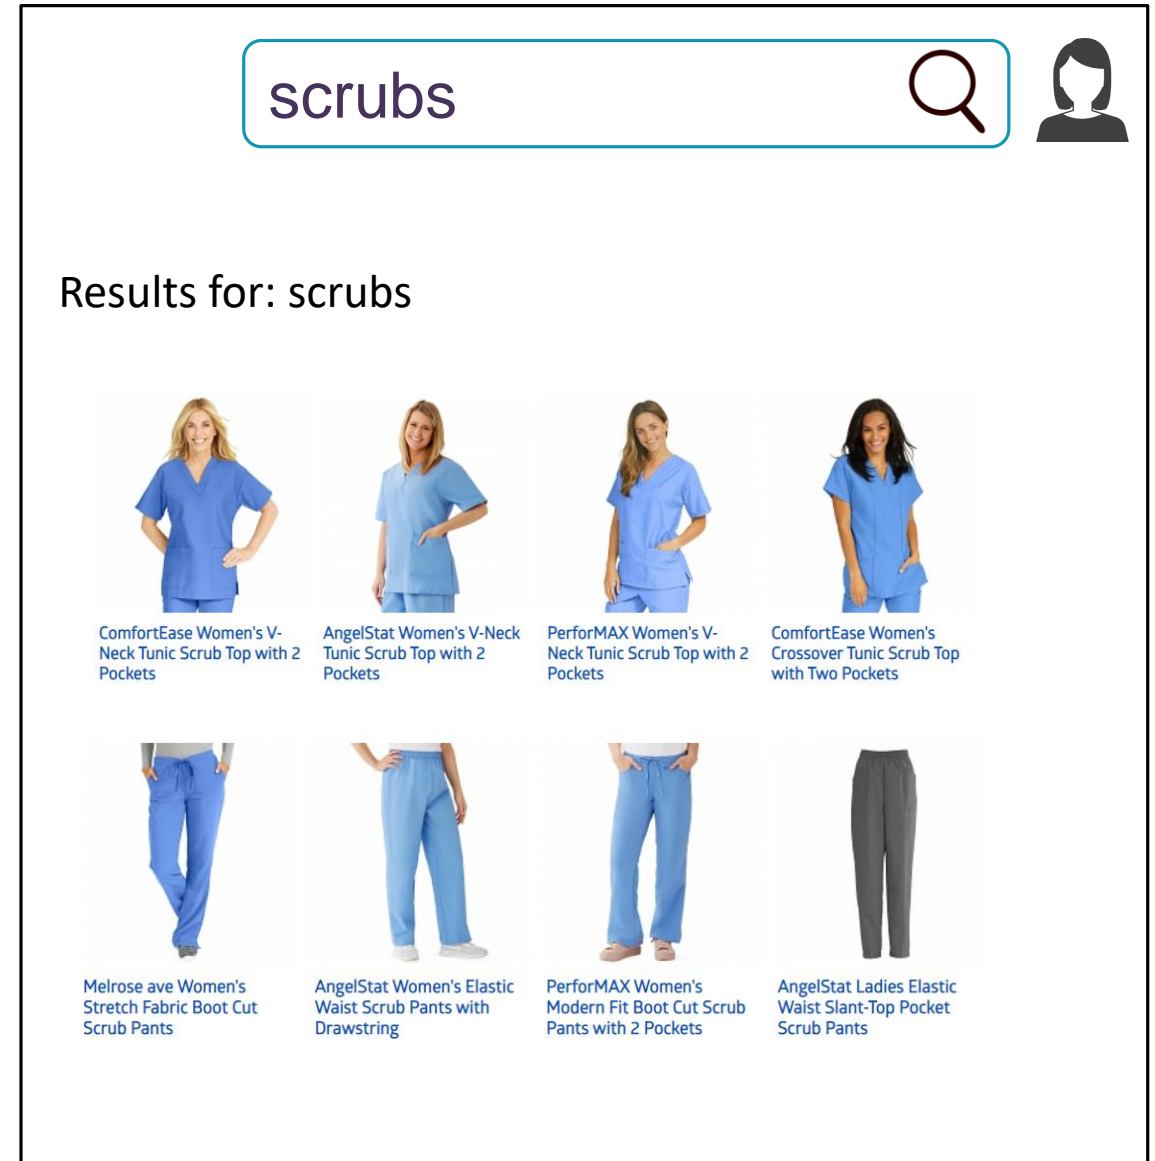 scrubs
Results for: scrubs
ComfortEase Women's V-
Neck Tunic Scrub Top with 2
Pockets
AngelStat Women's V-Neck
Tunic Scrub Top with 2
Pockets
PerforMAX Women's V-
Neck Tunic Scrub Top with 2
Pockets
ComfortEase Women's
Crossover Tunic Scrub Top
with Two Pockets
Melrose ave Women's
Stretch Fabric Boot Cut
Scrub Pants
AngelStat Women's Elastic
Waist Scrub Pants with
Drawstring
PerforMAX Women's
Modern Fit Boot Cut Scrub
Pants with 2 Pockets
AngelStat Ladies Elastic
Waist Slant-Top Pocket
Scrub Pants